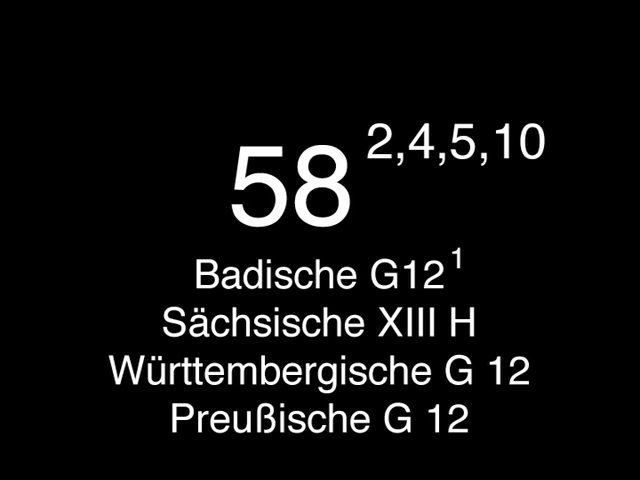 58 2,4,5,10
Badische G12 1
Sächsische XIII H
Württembergische G 12
Preußische G 12